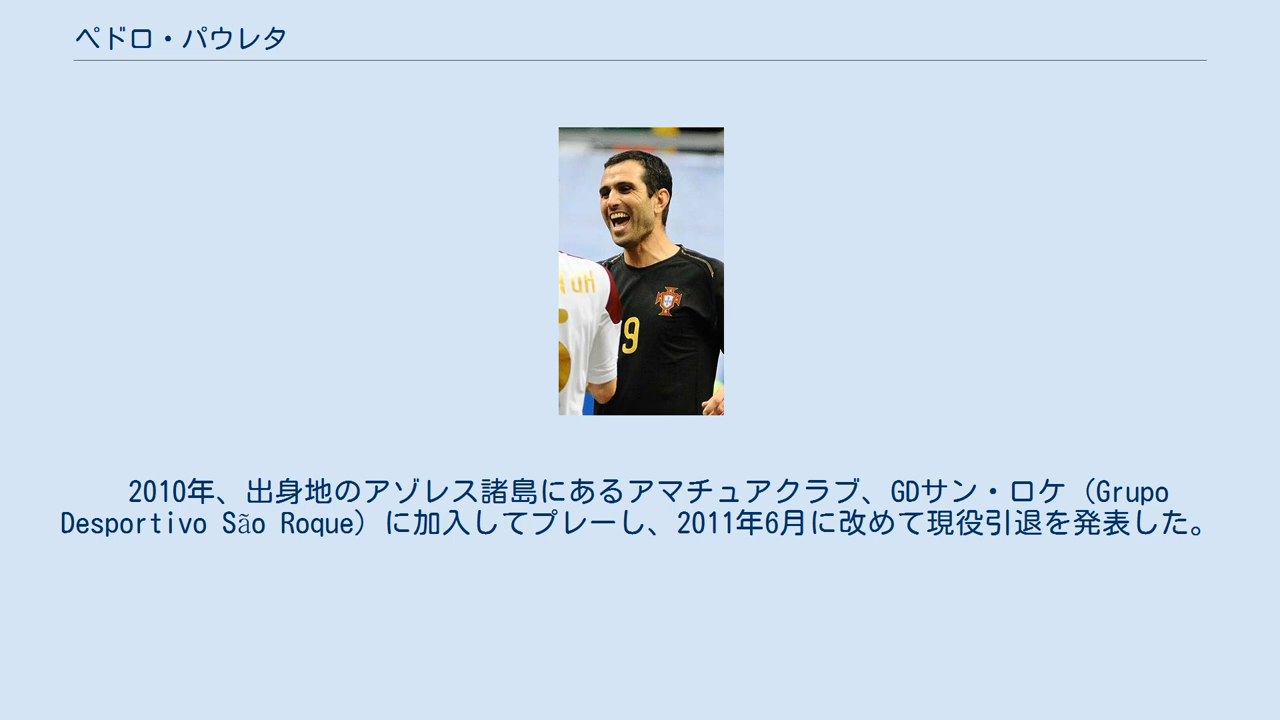 ペドロ・パウレタ
9
2010年、出身地のアゾレス諸島にあるアマチュアクラブ、GDサン・ロケ（Grupo
Desportivo São Roque）に加入してプレーし、2011年6月に改めて現役引退を発表した。